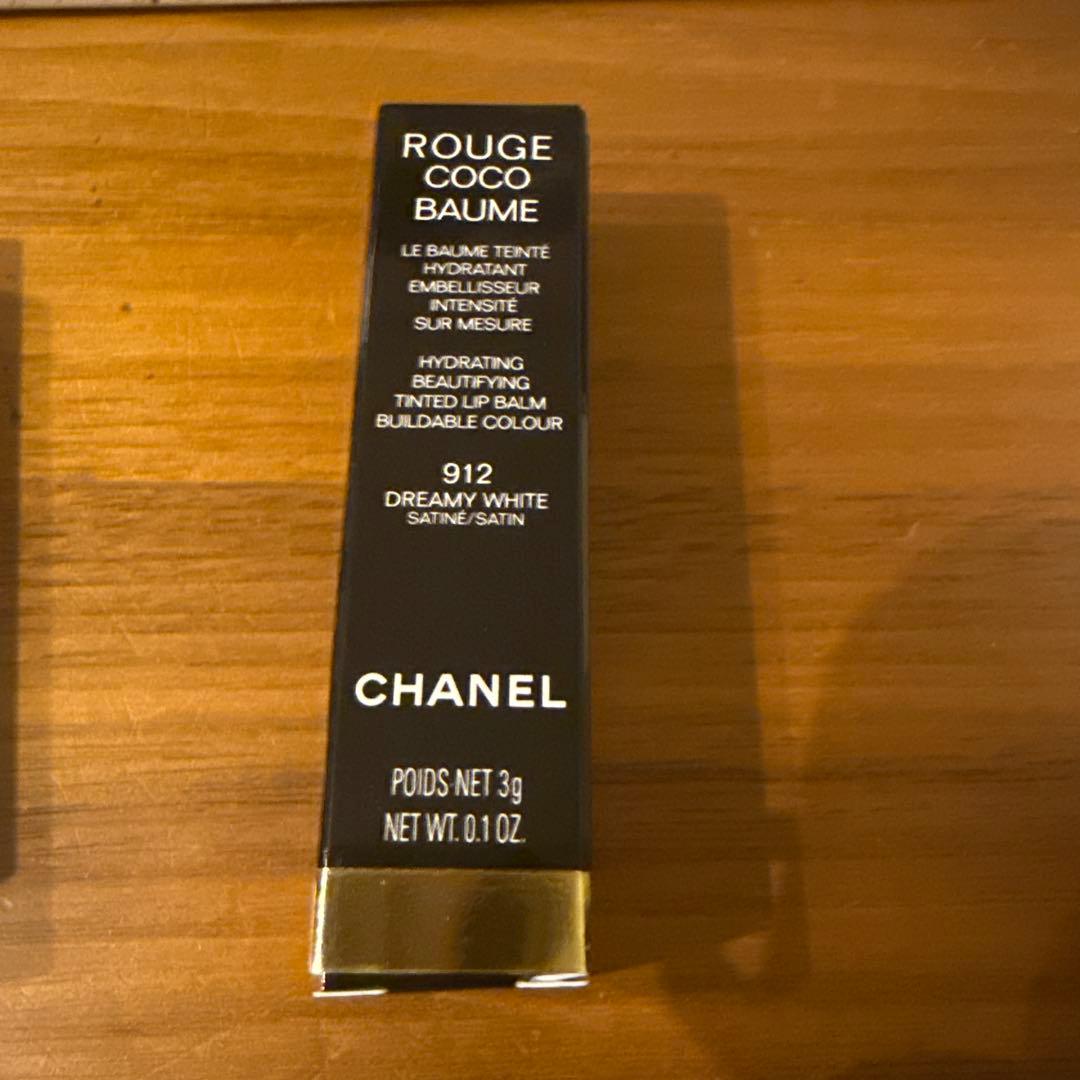 ROUGE
COCO
BAUME
LE BAUME TEINTÉ
HYDRATANT
EMBELLISSEUR
INTENSITÉ
SUR MESURE
HYDRATING
BEAUTIFYING
TINTED LIP BALM
BUILDABLE COLOUR
912
DREAMY WHITE
SATINÉ/SATIN
CHANEL
POIDS NET 3g
NET WT. 0.1 OZ.